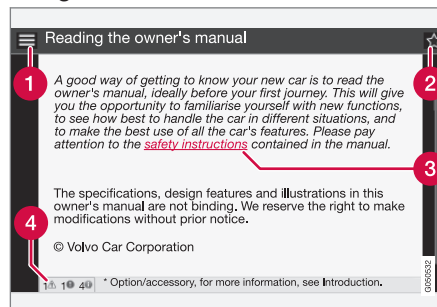 Reading the owner's manual
1
2
A good way of getting to know your new car is to read the
owner's manual, ideally before your first journey. This will give
you the opportunity to familiarise yourself with new functions,
to see how best to handle the car in different situations, and
to make the best use of all the car's features. Please pay
attention to the safety instructions contained in the manual.
3
The specifications, design features and illustrations in this
owner's manual are not binding. We reserve the right to make
modifications without prior notice.
4
© Volvo Car Corporation
1 1 4 * Option/accessory, for more information, see Introduction.
G050532